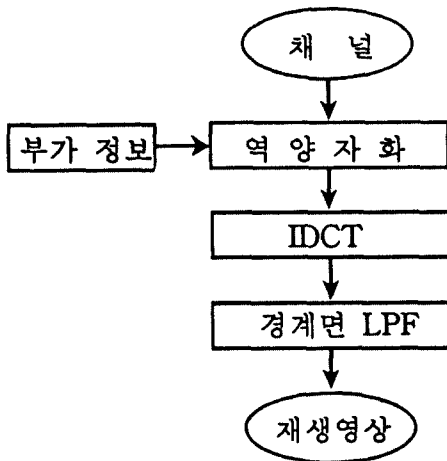 채 널
부가 정보
역 양 자 화
IDCT
경계면 LPF
재생영상